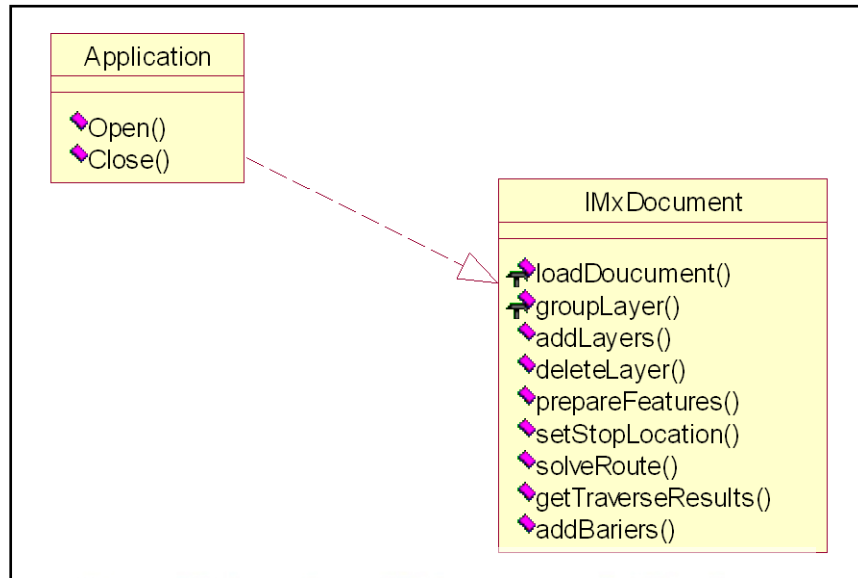 Application
Open()
Close()
IMxDocument
loadDoucument()
groupLayer()
addLayers()
deleteLayer()
prepareFeatures()
setStopLocation()
solveRoute()
getTraverseResults()
addBariers()